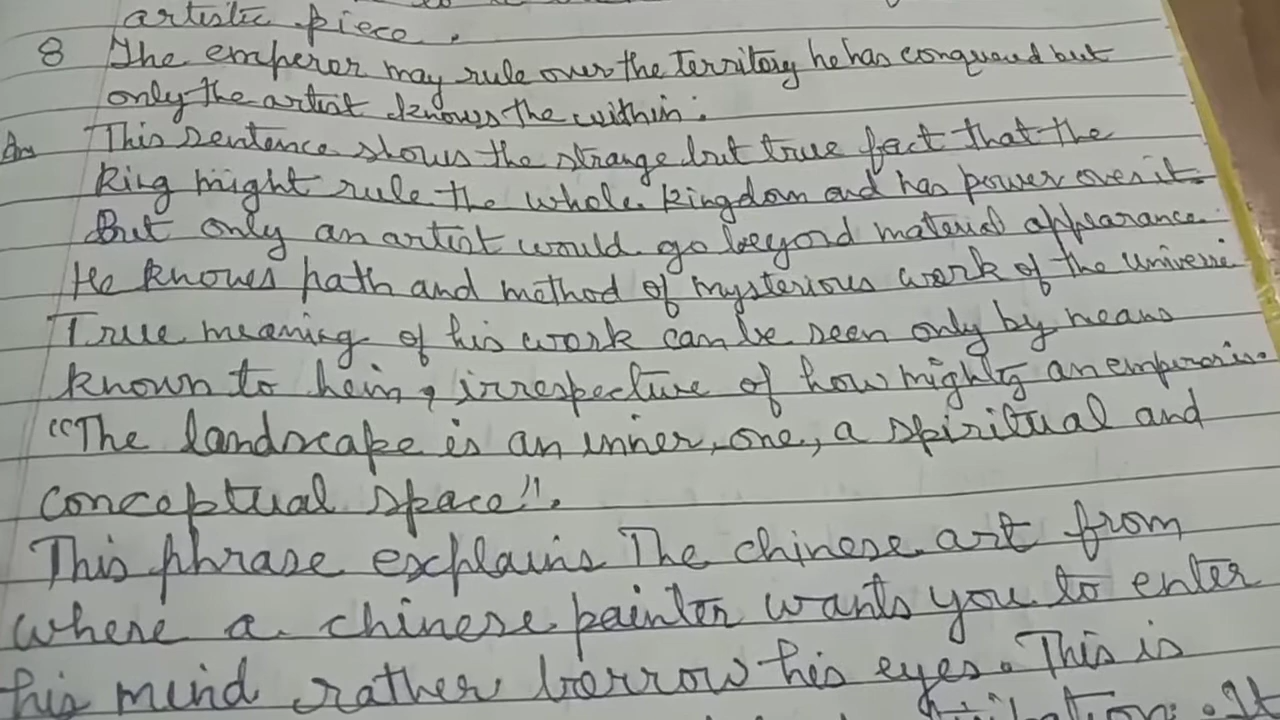 artistic piece.
8 The emperor may rule over the territory he has conquered but
only the artist knows the within.
Ans This sentence shows the strange but true fact that the
King might rule the whole kingdom and has power over it.
But only an artist would go beyond material appearance.
He knows path and method of mysterious work of the universe
True meaning of his work can be seen only by means
known to him, irrespective of how mighty an emperor is.
"The landscape is an inner, one, a spiritual and
conceptual space".
This phrase explains The chinese art from
where a chinese painter wants you to enter
his mind rather borrow his eyes. This is
It